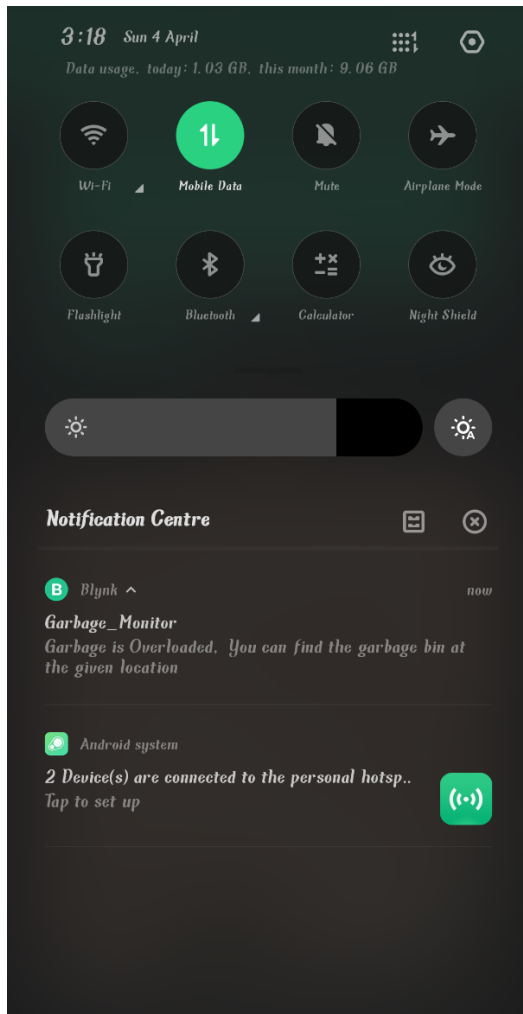 3:18 Sun 4 April
Data usage, today: 1.03 GB, this month: 9.06 GB
Wi-Fi Mobile Data Mute Airplane Mode
Flashlight Bluetooth Calculator Night Shield
A
Notification Centre
B Blynk now
Garbage_Monitor
Garbage is Overloaded, You can find the garbage bin at
the given location
Android system
2 Device(s) are connected to the personal hotsp..
Tap to set up